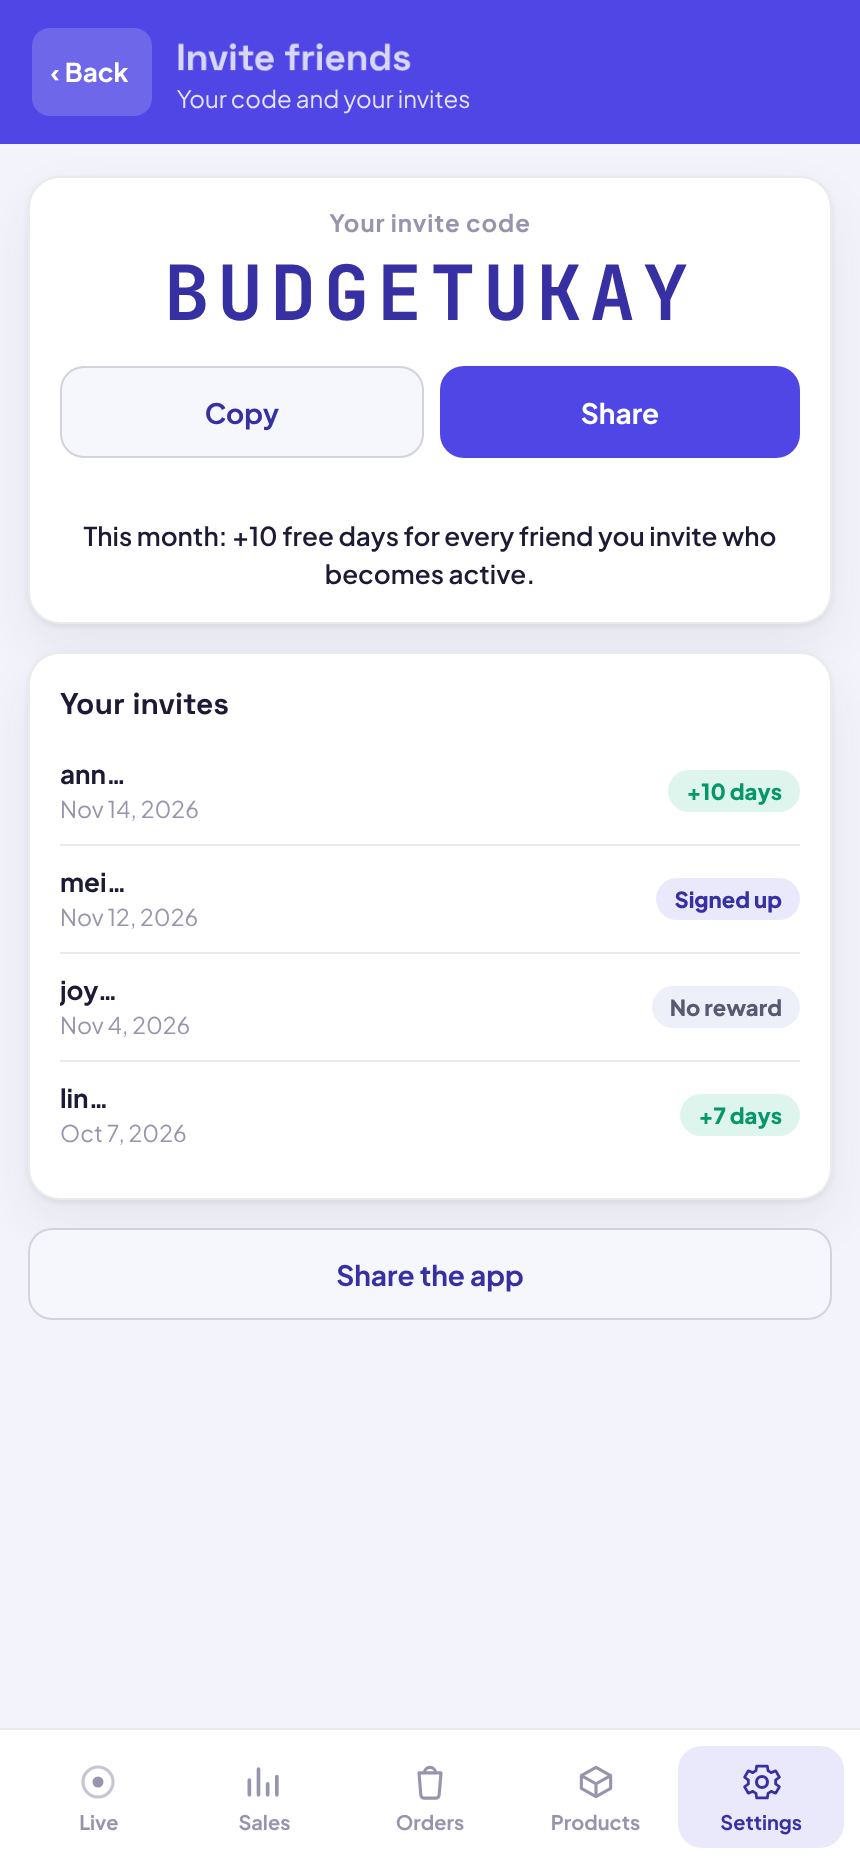 ‹ Back
Invite friends
Your code and your invites
Your invite code
BUDGETUKAY
Copy
Share
This month: +10 free days for every friend you invite who
becomes active.
Your invites
ann…
+10 days
Nov 14, 2026
mei…
Signed up
Nov 12, 2026
joy…
No reward
Nov 4, 2026
lin…
+7 days
Oct 7, 2026
Share the app
Live
Sales
Orders
Products
Settings